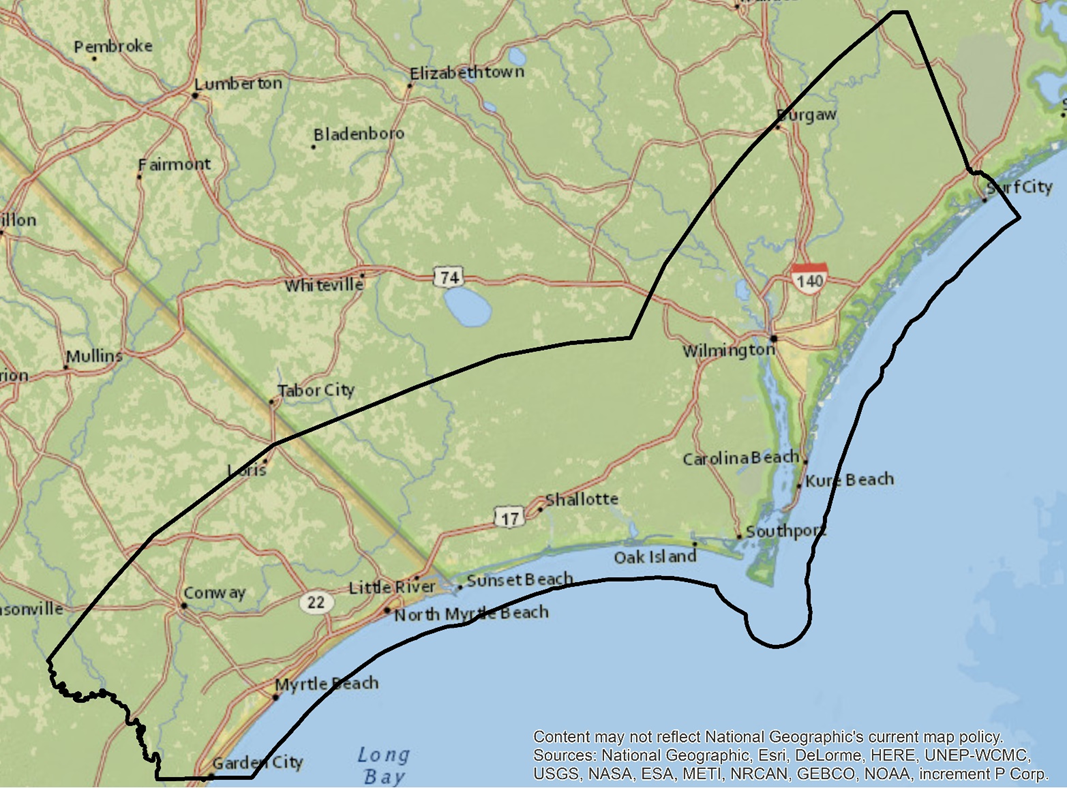 Pembroke
Lumberton
Elizabethtown
Burgaw
Bladenboro
Fairmont
Surf City
illon
Whiteville
74
140
Mullins
Wilmington
rion
Tabor City
Loris
Carolina Beach
Kure Beach
Shallotte
17
Southport
Oak Island
Little River
Sunset Beach
Conway
22
nsonville
North Myrtle Beach
Myrtle Beach
Garden City
Long
Bay
Content may not reflect National Geographic's current map policy.
Sources: National Geographic, Esri, DeLorme, HERE, UNEP-WCMC,
USGS, NASA, ESA, METI, NRCAN, GEBCO, NOAA, increment P Corp.